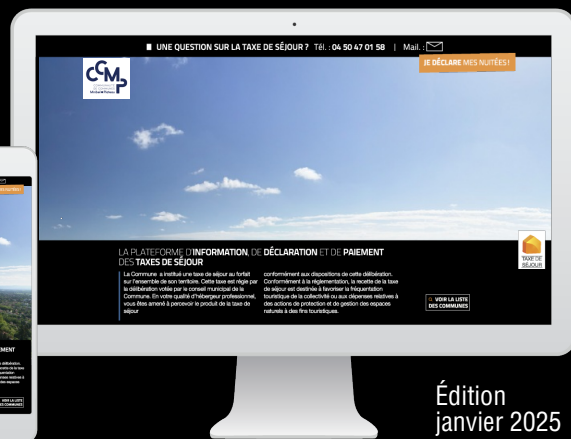 UNE QUESTION SUR LA TAXE DE SÉJOUR ? Tél. : 04 50 47 01 58 | Mail. :
JE DÉCLARE MES NUITÉES !
CCMP
LA PLATEFORME D'INFORMATION, DE DÉCLARATION ET DE PAIEMENT
DES TAXES DE SÉJOUR
La Commune a institué une taxe de séjour au forfait
sur l'ensemble de son territoire. Cette taxe est régie par
la délibération votée par le conseil municipal de la
Commune. En votre qualité d'hébergeur professionnel,
vous êtes amené à percevoir le produit de la taxe de
séjour
conformément aux dispositions de cette délibération.
Conformément à la réglementation, la recette de la taxe
de séjour est destinée à favoriser la fréquentation
touristique de la collectivité ou aux dépenses relatives à
des actions de protection et de gestion des espaces
naturels à des fins touristiques.
TAXE DE
SÉJOUR
VOIR LA LISTE
DES COMMUNES
VOIR LA LISTE
DES COMMUNES
Édition
janvier 2025